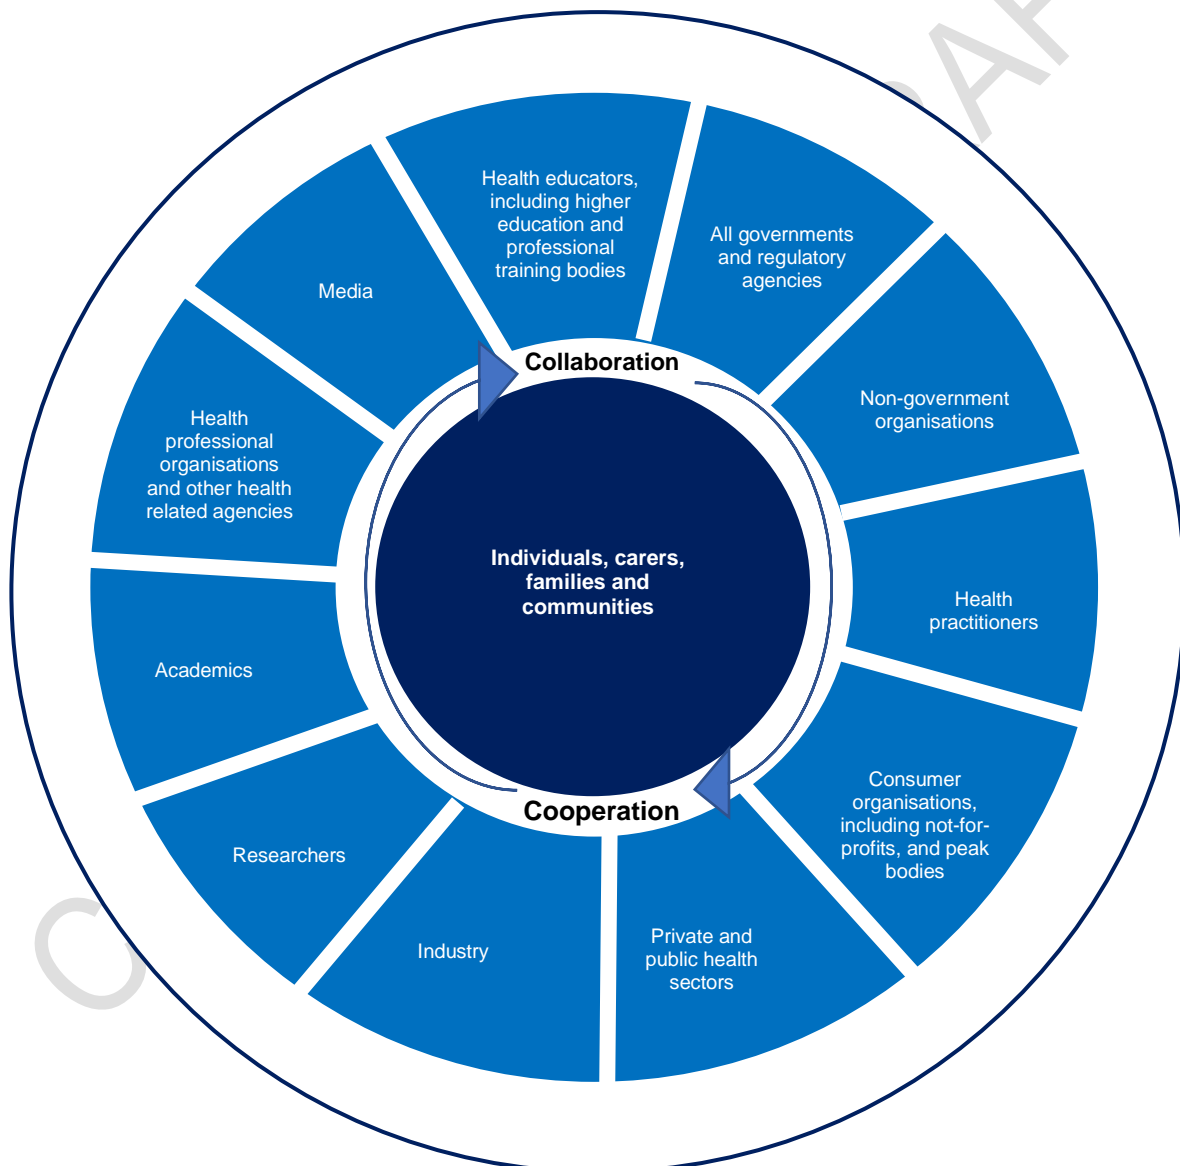 Health educators,
including higher
education and
professional
training bodies
All governments
and regulatory
agencies
Non-government
organisations
Health
practitioners
Consumer
organisations,
including not-for-
profits, and peak
bodies
Private and
public health
sectors
Industry
Researchers
Academics
Health
professional
organisations
and other health
related agencies
Media
Collaboration
Individuals, carers,
families and
communities
Cooperation